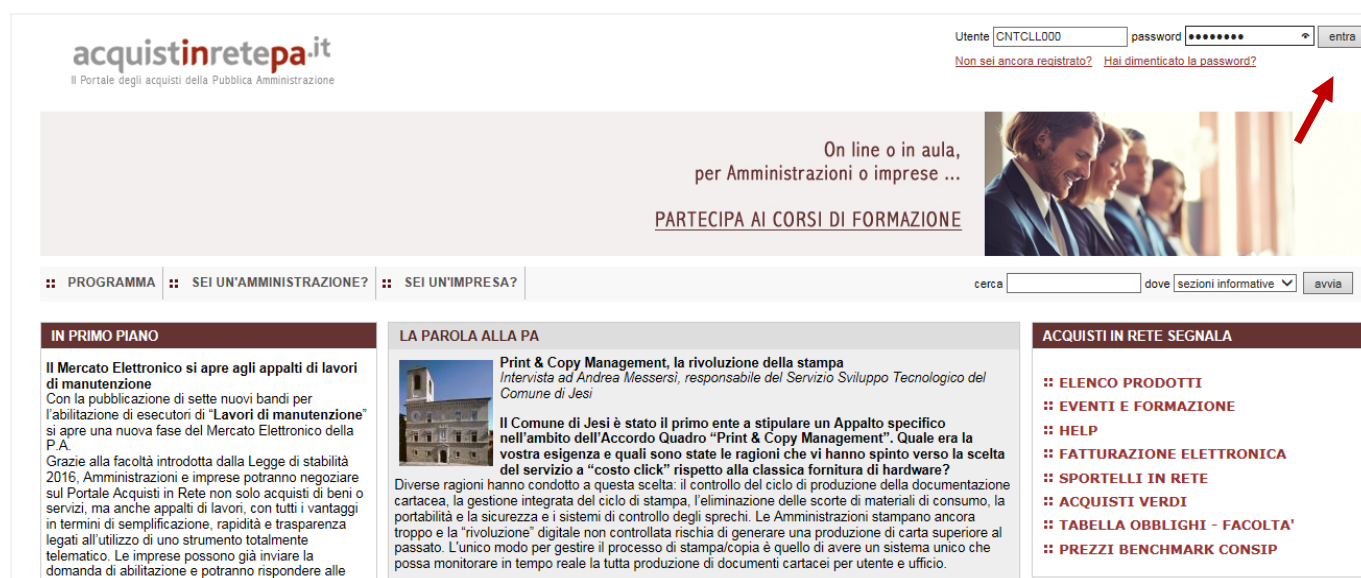 acquistinretepa.it
Il Portale degli acquisti della Pubblica Amministrazione
Utente CNTCLL000 password •••••••• entra
Non sei ancora registrato? Hai dimenticato la password?
On line o in aula,
per Amministrazioni o imprese ...
PARTECIPA AI CORSI DI FORMAZIONE
PROGRAMMA SEI UN'AMMINISTRAZIONE? SEI UN'IMPRESA?
cerca dove sezioni informative avvia
IN PRIMO PIANO
Il Mercato Elettronico si apre agli appalti di lavori
di manutenzione
Con la pubblicazione di sette nuovi bandi per
l'abilitazione di esecutori di “Lavori di manutenzione”
si apre una nuova fase del Mercato Elettronico della
P.A.
Grazie alla facoltà introdotta dalla Legge di stabilità
2016, Amministrazioni e imprese potranno negoziare
sul Portale Acquisti in Rete non solo acquisti di beni o
servizi, ma anche appalti di lavori, con tutti i vantaggi
in termini di semplificazione, rapidità e trasparenza
legati all'utilizzo di uno strumento totalmente
telematico. Le imprese possono già inviare la
domanda di abilitazione e potranno rispondere alle
LA PAROLA ALLA PA
Print & Copy Management, la rivoluzione della stampa
Intervista ad Andrea Messersì, responsabile del Servizio Sviluppo Tecnologico del
Comune di Jesi
Il Comune di Jesi è stato il primo ente a stipulare un Appalto specifico
nell'ambito dell'Accordo Quadro “Print & Copy Management”. Quale era la
vostra esigenza e quali sono state le ragioni che vi hanno spinto verso la scelta
del servizio a “costo click” rispetto alla classica fornitura di hardware?
Diverse ragioni hanno condotto a questa scelta: il controllo del ciclo di produzione della documentazione
cartacea, la gestione integrata del ciclo di stampa, l'eliminazione delle scorte di materiali di consumo, la
portabilità e la sicurezza e i sistemi di controllo degli sprechi. Le Amministrazioni stampano ancora
troppo e la “rivoluzione” digitale non controllata rischia di generare una produzione di carta superiore al
passato. L'unico modo per gestire il processo di stampa/copia è quello di avere un sistema unico che
possa monitorare in tempo reale la tutta produzione di documenti cartacei per utente e ufficio.
ACQUISTI IN RETE SEGNALA
ELENCO PRODOTTI
EVENTI E FORMAZIONE
HELP
FATTURAZIONE ELETTRONICA
SPORTELLI IN RETE
ACQUISTI VERDI
TABELLA OBBLIGHI - FACOLTA'
PREZZI BENCHMARK CONSIP